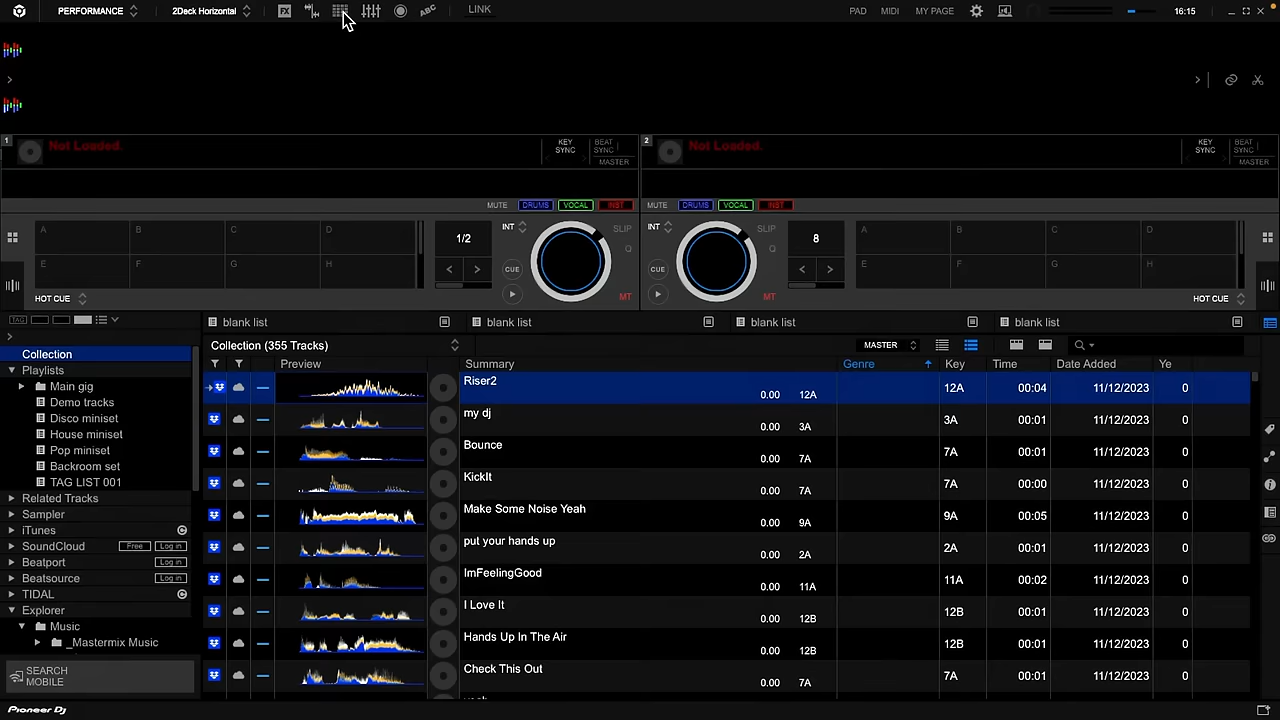 PERFORMANCE 2Deck Horizontal FX ABC LINK PAD MIDI MY PAGE 16:15
1 Not Loaded. KEY SYNC BEAT SYNC MASTER 2 Not Loaded. KEY SYNC BEAT SYNC MASTER
MUTE DRUMS VOCAL INST MUTE DRUMS VOCAL INST
A B C D 1/2 INT SLIP Q INT SLIP Q 8 A B C D
E F G H CUE MT CUE MT E F G H
HOT CUE HOT CUE
TAG blank list blank list blank list blank list
Collection (355 Tracks) MASTER
Preview Summary Genre Key Time Date Added Ye
Collection
Playlists
Main gig
Demo tracks
Disco miniset
House miniset
Pop miniset
Backroom set
TAG LIST 001
Related Tracks
Sampler
iTunes
SoundCloud Free Log in
Beatport Log in
Beatsource Log in
TIDAL
Explorer
Music
_Mastermix Music
SEARCH
MOBILE
Riser2 0.00 12A 12A 00:04 11/12/2023 0
my dj 0.00 3A 3A 00:01 11/12/2023 0
Bounce 0.00 7A 7A 00:01 11/12/2023 0
KickIt 0.00 7A 7A 00:00 11/12/2023 0
Make Some Noise Yeah 0.00 9A 9A 00:05 11/12/2023 0
put your hands up 0.00 2A 2A 00:01 11/12/2023 0
ImFeelingGood 0.00 11A 11A 00:02 11/12/2023 0
I Love It 0.00 12B 12B 00:01 11/12/2023 0
Hands Up In The Air 0.00 12B 12B 00:01 11/12/2023 0
Check This Out 0.00 7A 7A 00:01 11/12/2023 0
Pioneer Dj